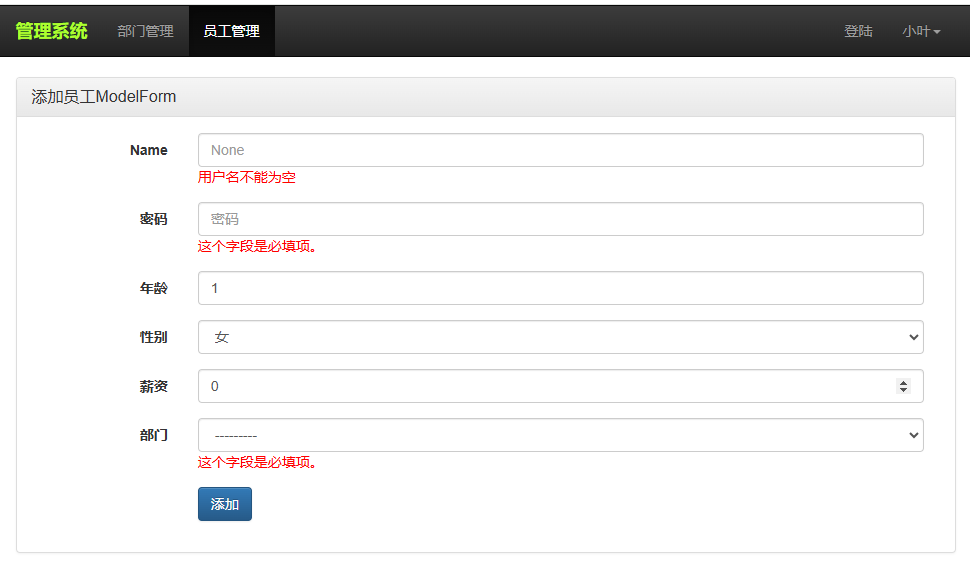 管理系统 部门管理 员工管理 登陆 小叶
添加员工ModelForm
Name None
用户名不能为空
密码 密码
这个字段是必填项。
年龄 1
性别 女
薪资 0
部门 ---------
这个字段是必填项。
添加